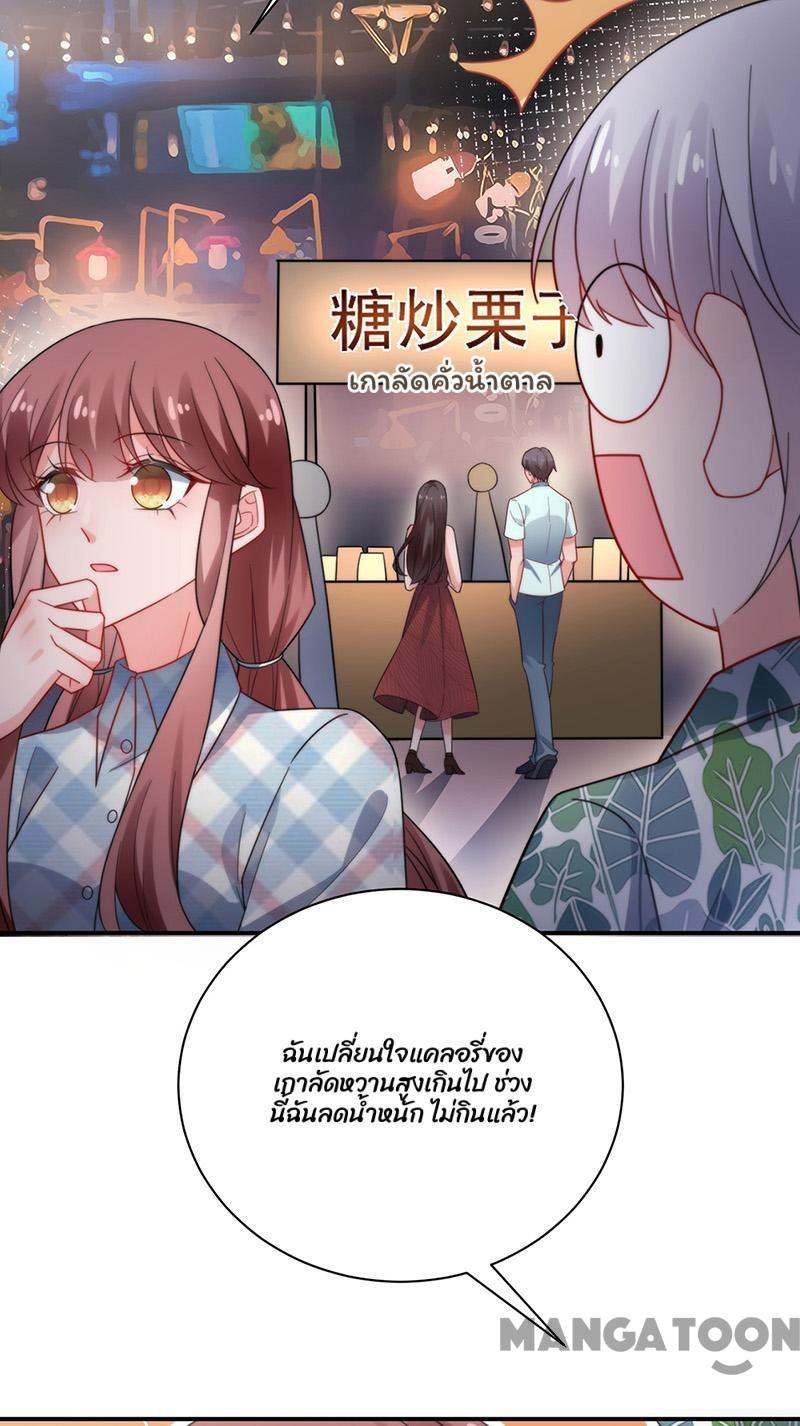 糖炒栗子
เกาลัดคั่วน้ำตาล
ฉันเปลี่ยนใจแคลอรี่ของ
เกาลัดหวานสูงเกินไป ช่วง
นี้ฉันลดน้ำหนัก ไม่กินแล้ว!
MANGATOON